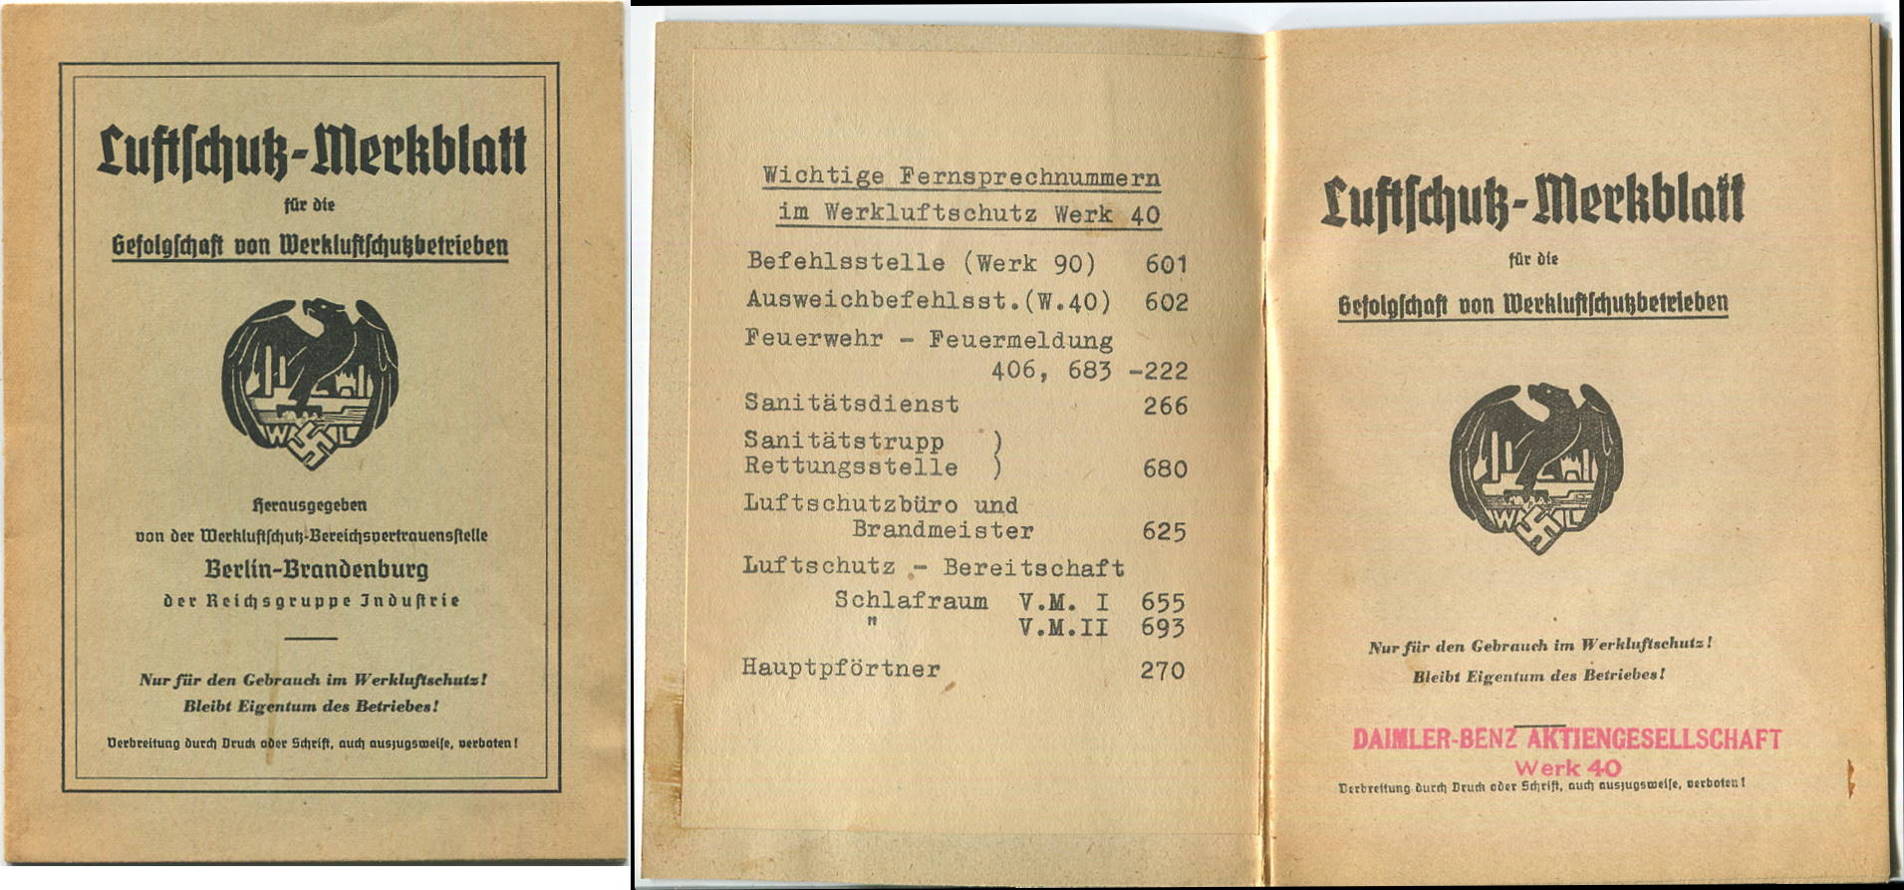 Luftschutz-Merkblatt
für die
Gefolgschaft von Werkluftschutzbetrieben
W L
Herausgegeben
von der Werkluftschutz-Bereichsvertrauensstelle
Berlin-Brandenburg
der Reichsgruppe Industrie
Nur für den Gebrauch im Werkluftschutz!
Bleibt Eigentum des Betriebes!
Verbreitung durch Druck oder Schrift, auch auszugsweise, verboten!
Wichtige Fernsprechnummern
im Werkluftschutz Werk 40
Befehlsstelle (Werk 90) 601
Ausweichbefehlsst.(W.40) 602
Feuerwehr - Feuermeldung
406, 683 -222
Sanitätsdienst 266
Sanitätstrupp )
Rettungsstelle ) 680
Luftschutzbüro und
Brandmeister 625
Luftschutz - Bereitschaft
Schlafraum V.M. I 655
" V.M.II 693
Hauptpförtner 270
Luftschutz-Merkblatt
für die
Gefolgschaft von Werkluftschutzbetrieben
W L
Nur für den Gebrauch im Werkluftschutz!
Bleibt Eigentum des Betriebes!
DAIMLER-BENZ AKTIENGESELLSCHAFT
Werk 40
Verbreitung durch Druck oder Schrift, auch auszugsweise, verboten!